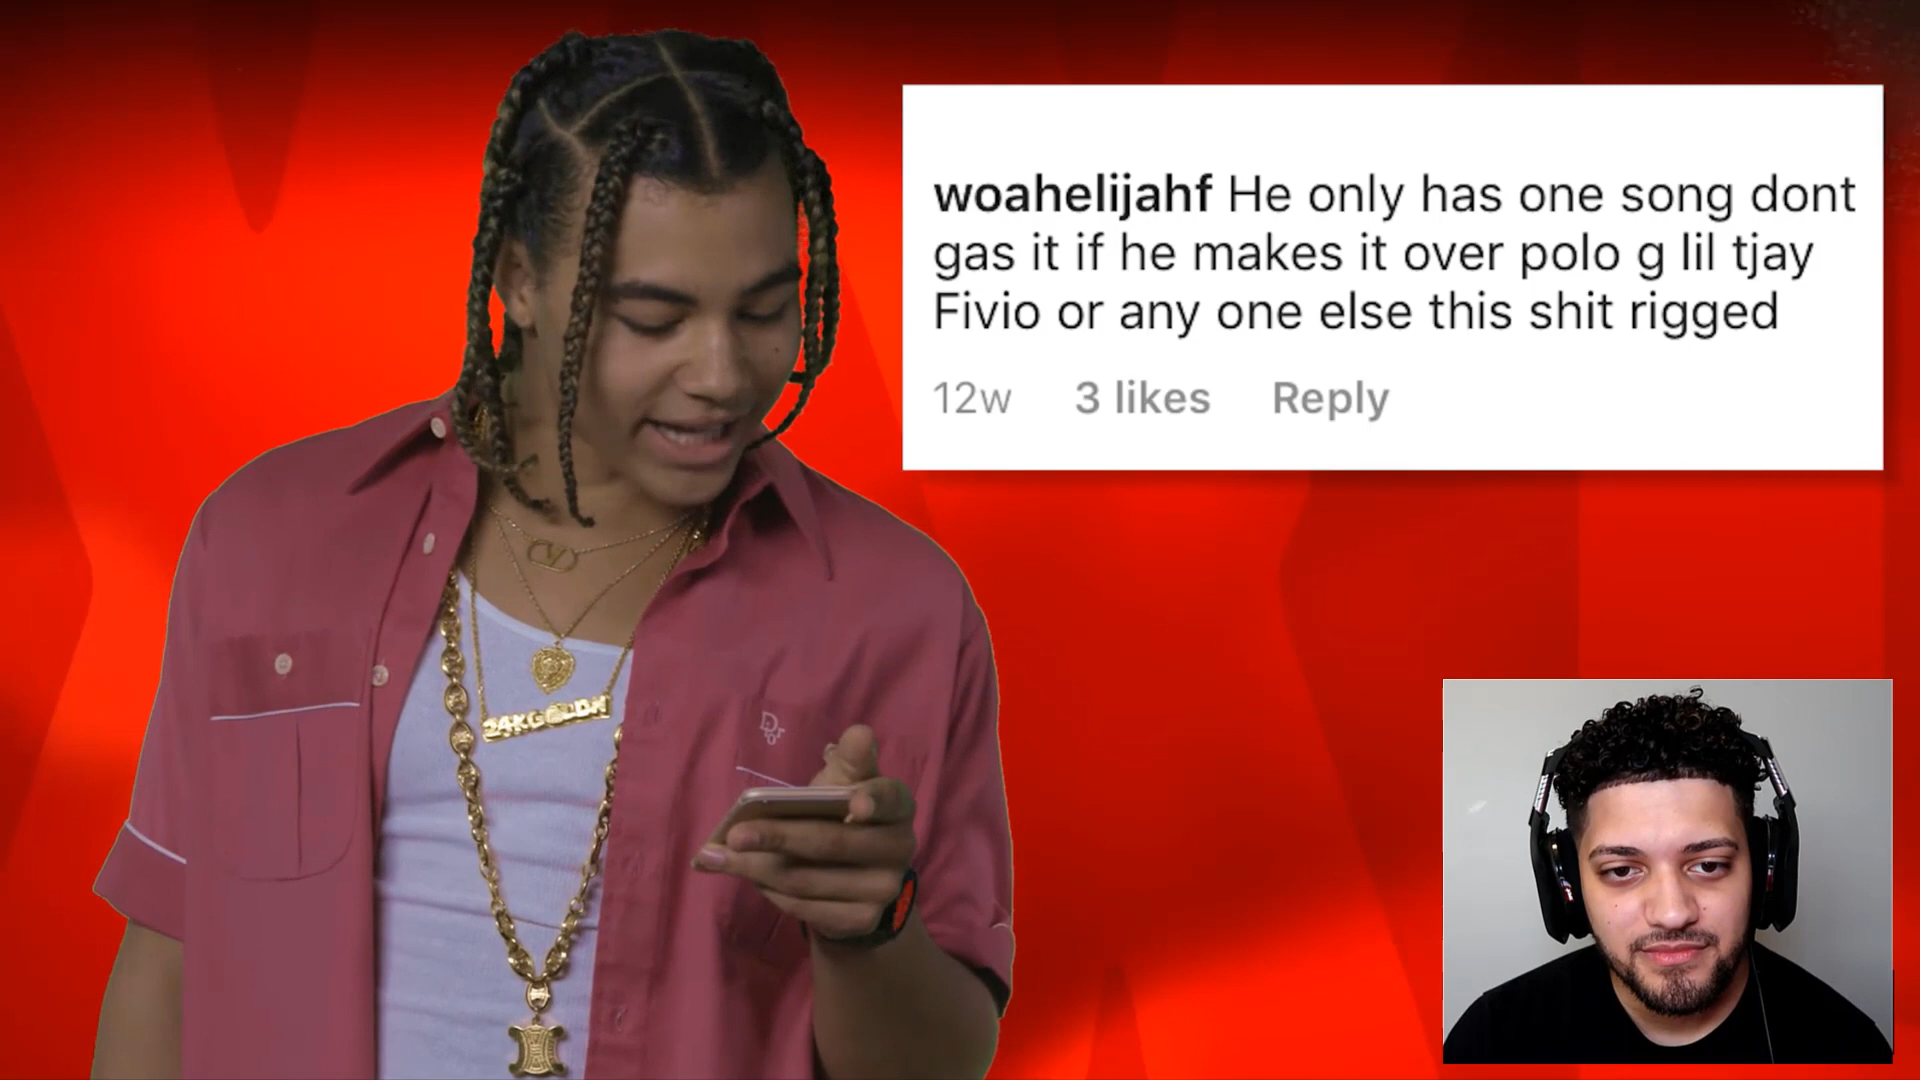 woahelijahf He only has one song dont
gas it if he makes it over polo g lil tjay
Fivio or any one else this shit rigged
12w 3 likes Reply
24KGOLDN
Dior